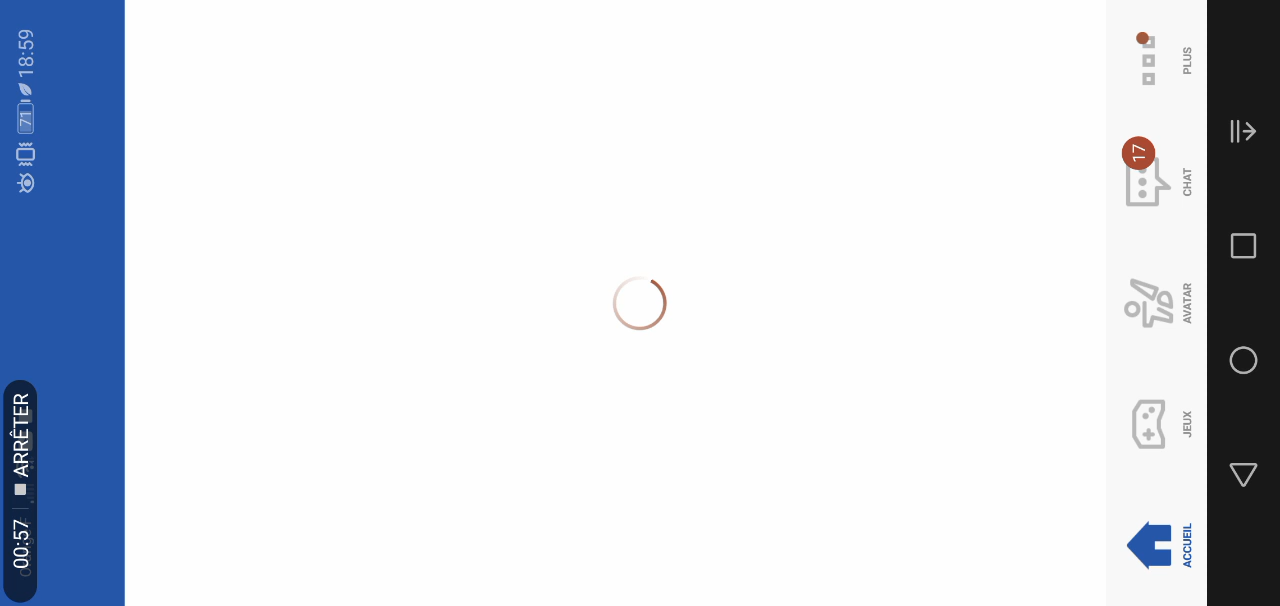 00:57 ARRÊTER
71 18:59
17
ACCUEIL
JEUX
AVATAR
CHAT
PLUS